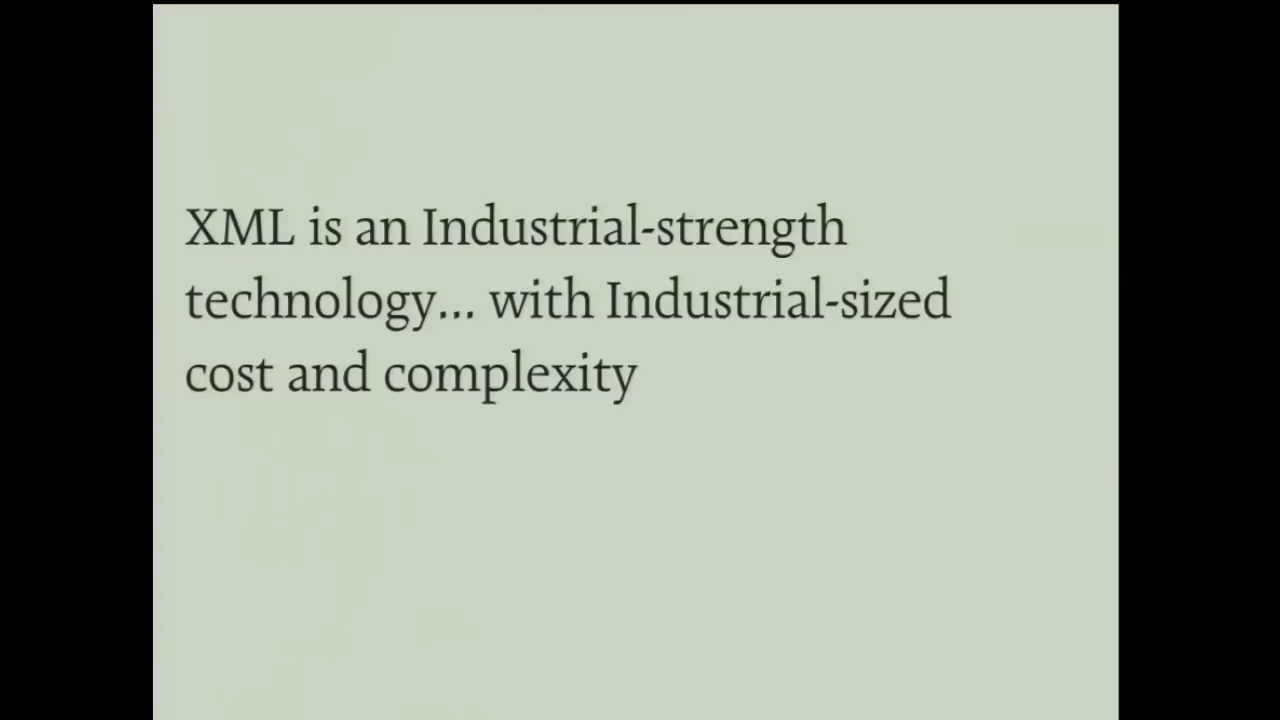 XML is an Industrial-strength
technology... with Industrial-sized
cost and complexity